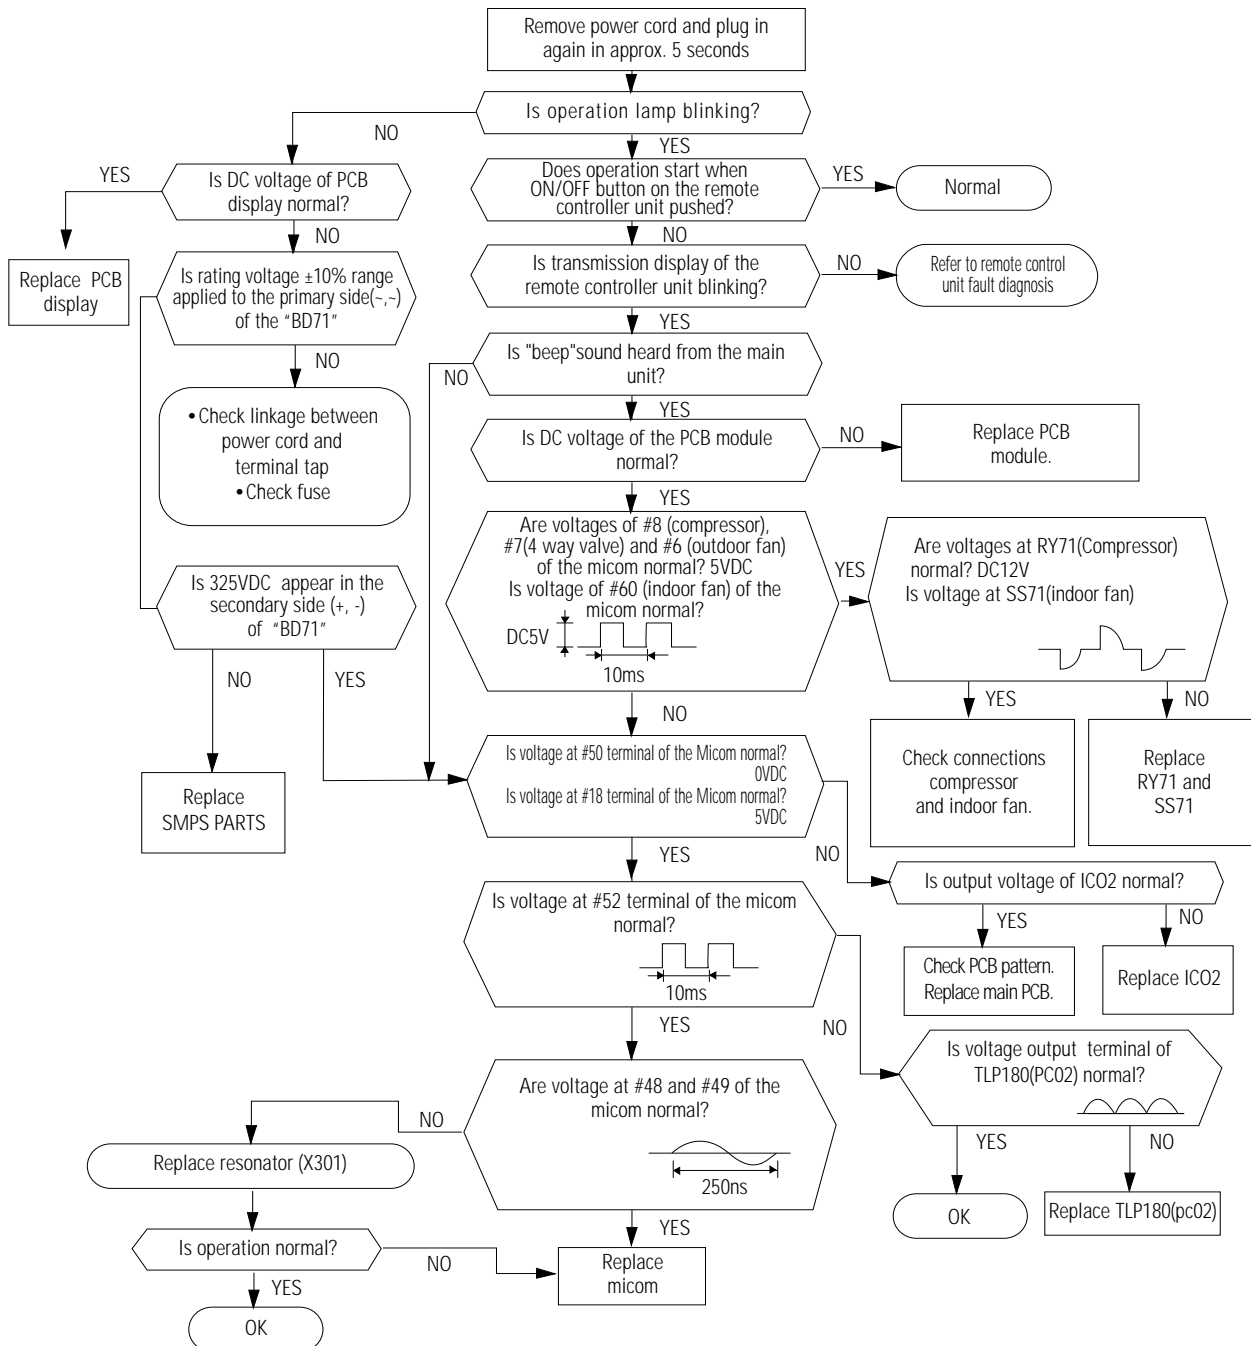 Remove power cord and plug in
again in approx. 5 seconds
Is operation lamp blinking?
NO
YES
YES
Is DC voltage of PCB
display normal?
Does operation start when
ON/OFF button on the remote
controller unit pushed?
YES
Normal
NO
NO
Replace PCB
display
Is rating voltage ±10% range
applied to the primary side(~,~)
of the "BD71"
Is transmission display of the
remote controller unit blinking?
NO
Refer to remote control
unit fault diagnosis
YES
NO
Is "beep"sound heard from the main
unit?
NO
YES
•Check linkage between
power cord and
terminal tap
•Check fuse
Is DC voltage of the PCB module
normal?
NO
Replace PCB
module.
YES
Are voltages of #8 (compressor),
#7(4 way valve) and #6 (outdoor fan)
of the micom normal? 5VDC
Is voltage of #60 (indoor fan) of the
micom normal?
DC5V
10ms
YES
Are voltages at RY71(Compressor)
normal? DC12V
Is voltage at SS71(indoor fan)
Is 325VDC appear in the
secondary side (+, -)
of "BD71"
NO
YES
NO
YES
NO
Replace
SMPS PARTS
Is voltage at #50 terminal of the Micom normal?
0VDC
Is voltage at #18 terminal of the Micom normal?
5VDC
Check connections
compressor
and indoor fan.
Replace
RY71 and
SS71
YES
NO
Is output voltage of ICO2 normal?
Is voltage at #52 terminal of the micom
normal?
10ms
YES
NO
Check PCB pattern.
Replace main PCB.
Replace ICO2
YES
NO
Is voltage output terminal of
TLP180(PC02) normal?
Are voltage at #48 and #49 of the
micom normal?
250ns
NO
YES
NO
Replace resonator (X301)
OK
Replace TLP180(pc02)
YES
Is operation normal?
NO
Replace
micom
YES
OK